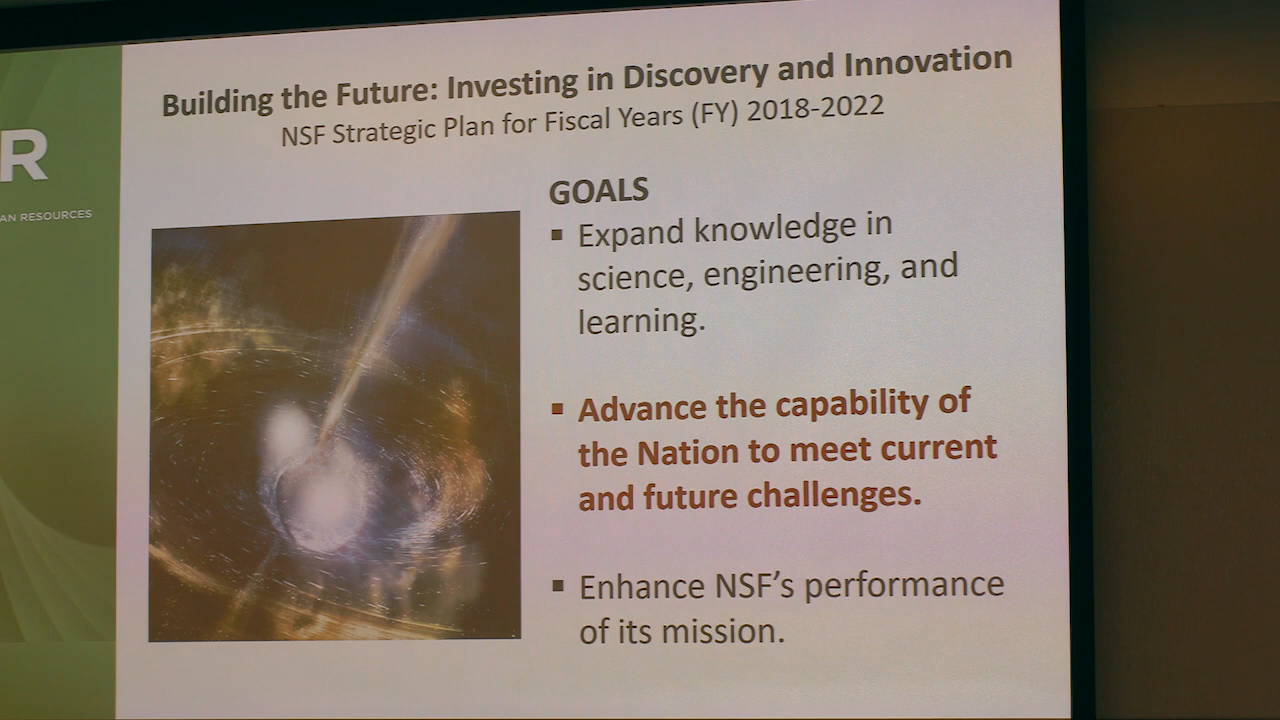 Building the Future: Investing in Discovery and Innovation
NSF Strategic Plan for Fiscal Years (FY) 2018-2022
R
AN RESOURCES
GOALS
▪ Expand knowledge in
science, engineering, and
learning.
▪ Advance the capability of
the Nation to meet current
and future challenges.
▪ Enhance NSF’s performance
of its mission.